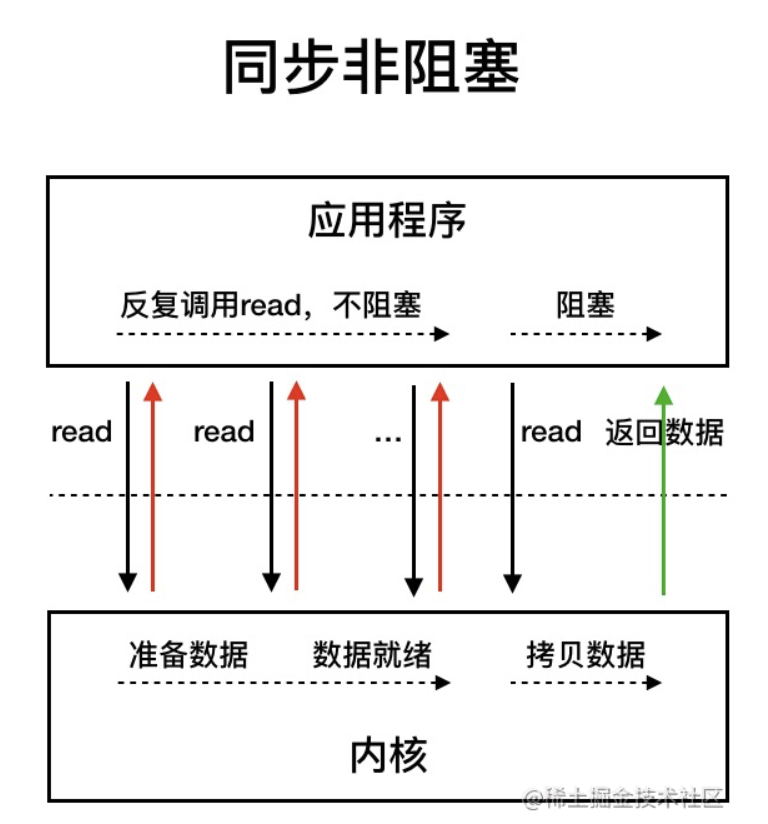 同步非阻塞
应用程序
反复调用read，不阻塞
阻塞
read
read
...
read
返回数据
准备数据
数据就绪
拷贝数据
内核
@稀土掘金技术社区